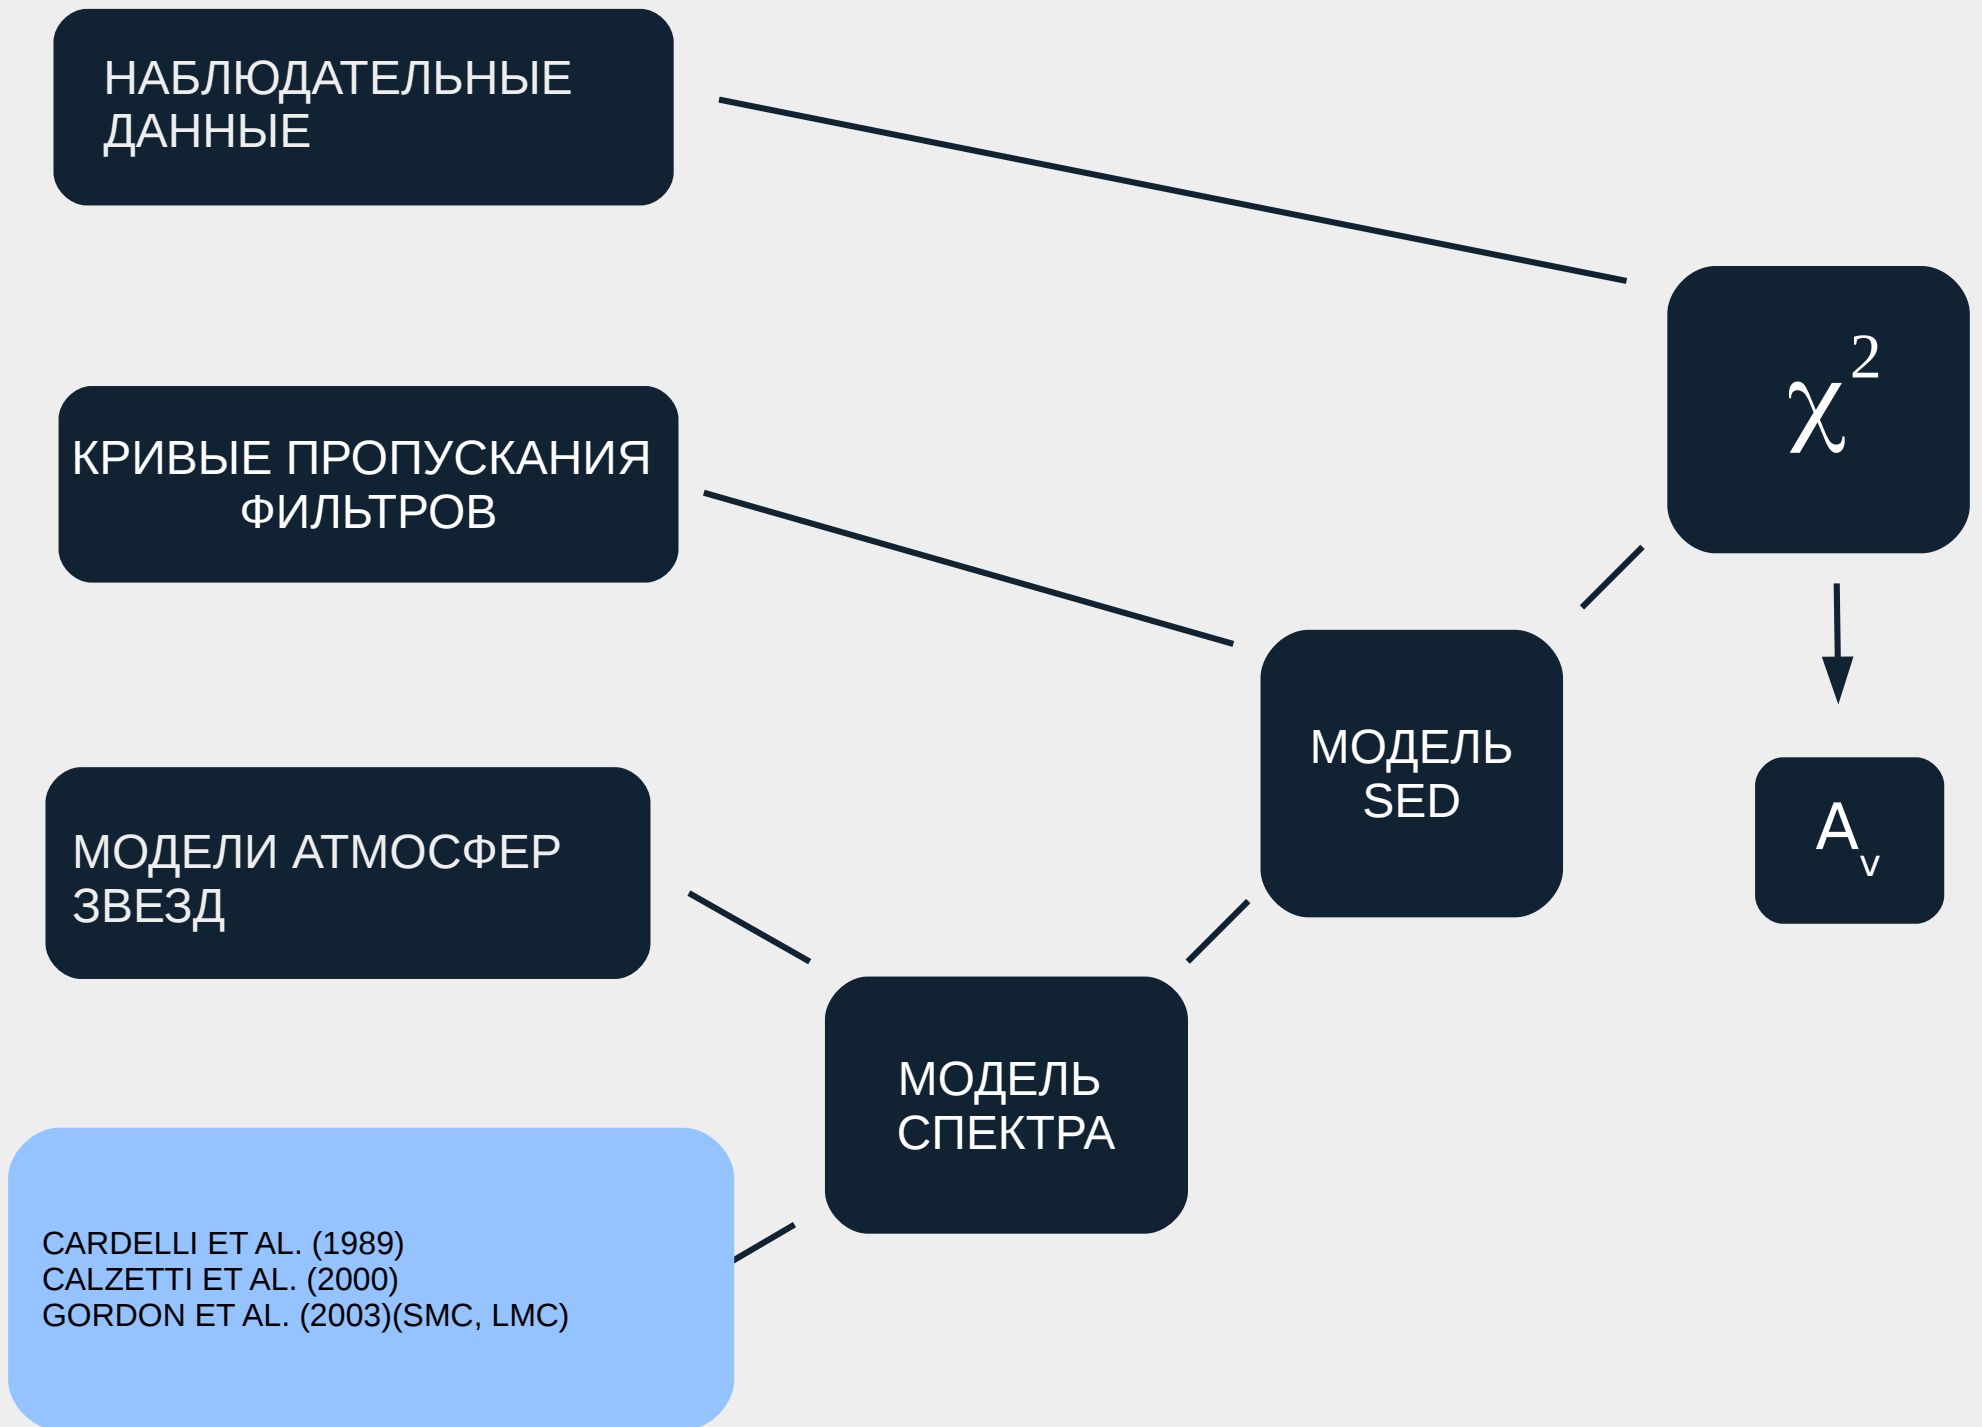 НАБЛЮДАТЕЛЬНЫЕ
ДАННЫЕ
КРИВЫЕ ПРОПУСКАНИЯ
ФИЛЬТРОВ
МОДЕЛИ АТМОСФЕР
ЗВЕЗД
CARDELLI ET AL. (1989)
CALZETTI ET AL. (2000)
GORDON ET AL. (2003)(SMC, LMC)
МОДЕЛЬ
СПЕКТРА
МОДЕЛЬ
SED
χ²
Aᵥ